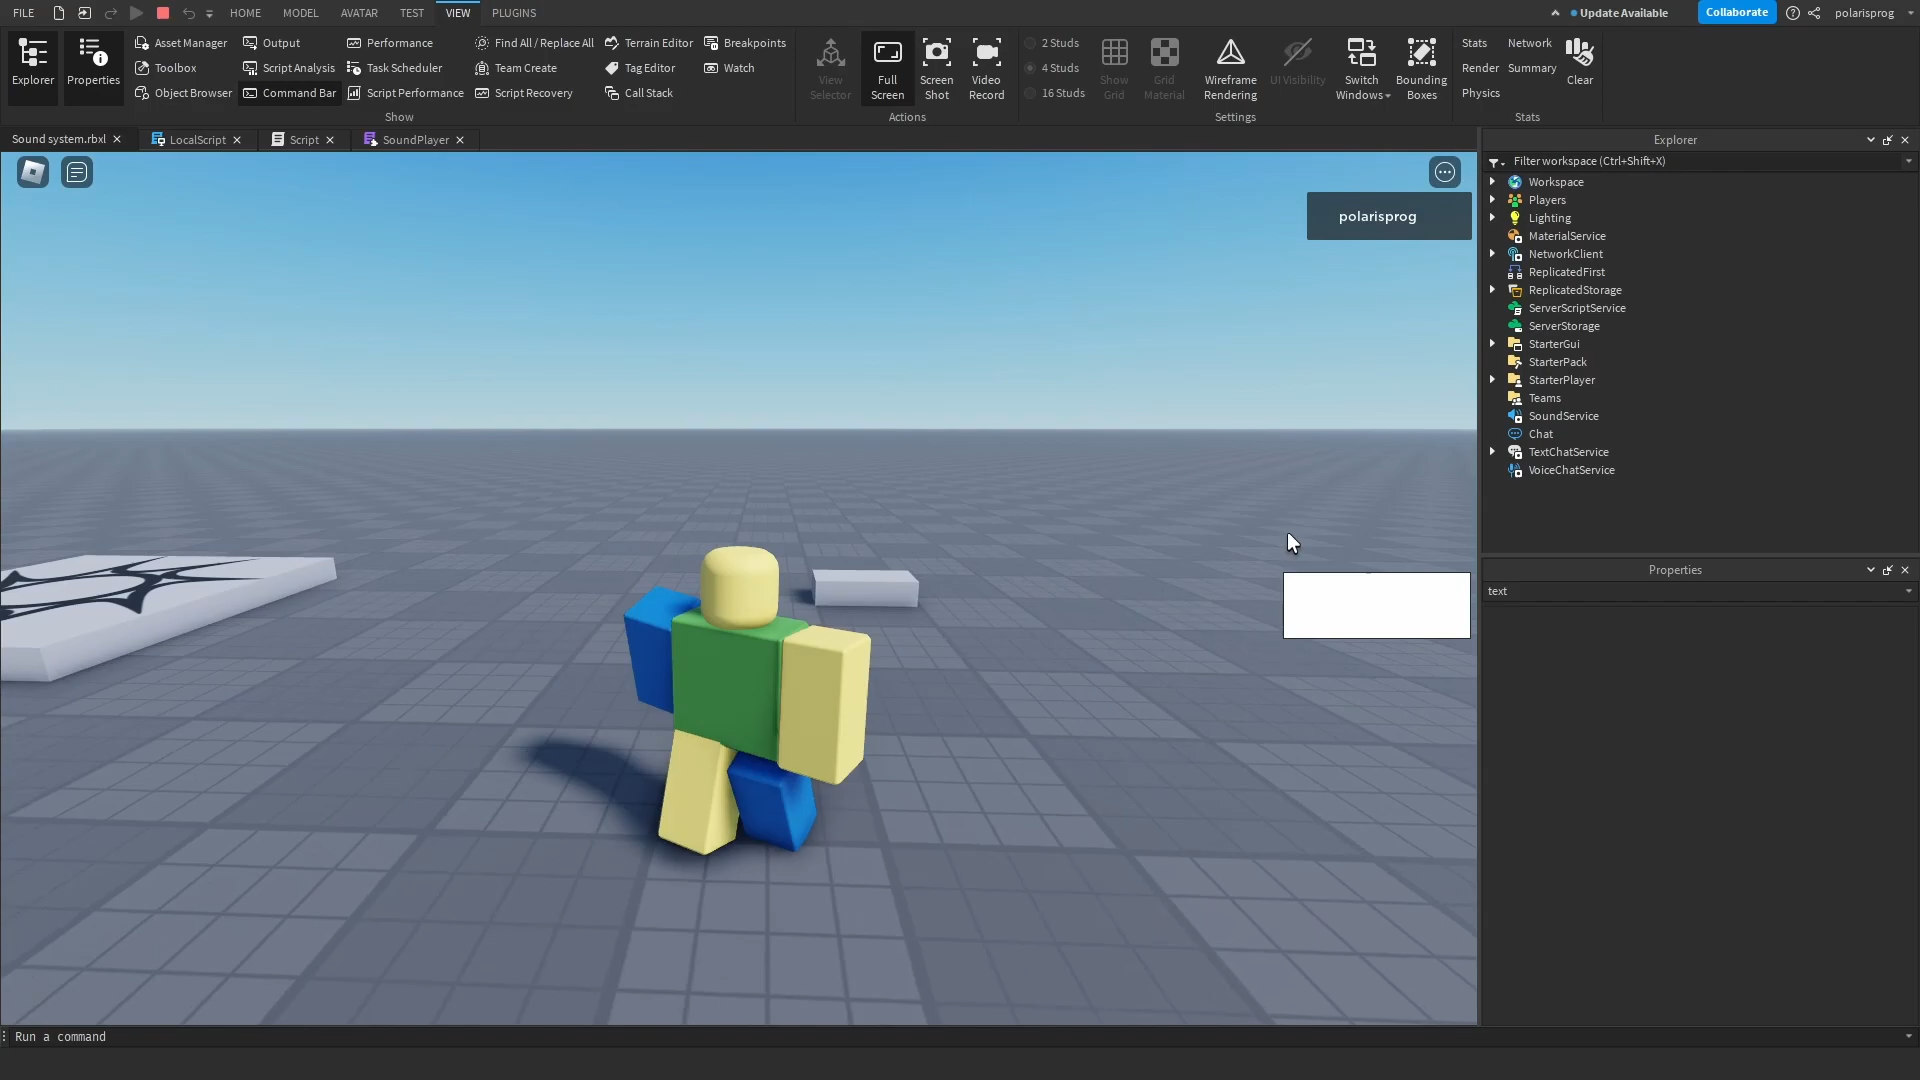 FILE HOME MODEL AVATAR TEST VIEW PLUGINS Update Available Collaborate polarisprog
Explorer
Properties
Asset Manager Output Performance Find All / Replace All Terrain Editor Breakpoints
Toolbox Script Analysis Task Scheduler Team Create Tag Editor Watch
Object Browser Command Bar Script Performance Script Recovery Call Stack
Show
View Selector
Full Screen
Screen Shot
Video Record
Actions
2 Studs
4 Studs
16 Studs
Show Grid
Grid Material
Wireframe Rendering
UI Visibility
Switch Windows
Bounding Boxes
Settings
Stats Network
Render Summary
Physics
Clear
Stats
Sound system.rbxl LocalScript Script SoundPlayer
polarisprog
Explorer
Filter workspace (Ctrl+Shift+X)
Workspace
Players
Lighting
MaterialService
NetworkClient
ReplicatedFirst
ReplicatedStorage
ServerScriptService
ServerStorage
StarterGui
StarterPack
StarterPlayer
Teams
SoundService
Chat
TextChatService
VoiceChatService
Properties
text
Run a command